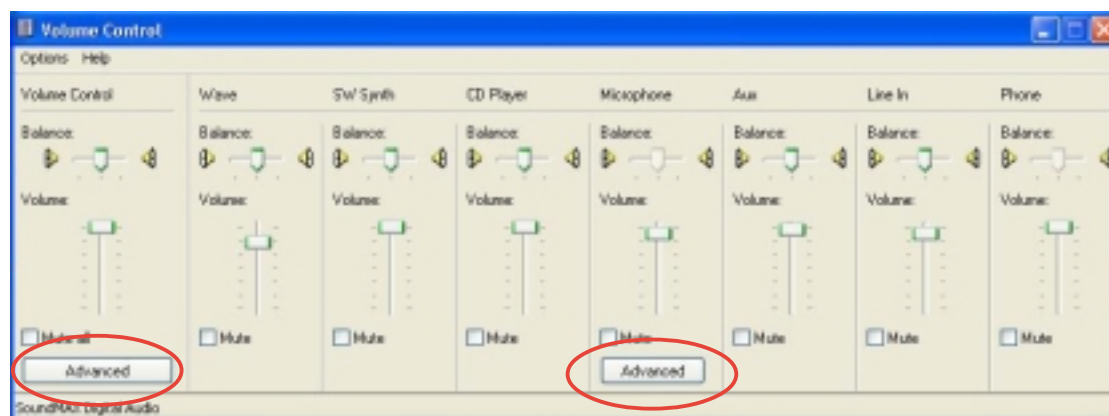 Volume Control
Options Help
Volume Control Wave SW Synth CD Player Microphone Aux Line In Phone
Balance: Balance: Balance: Balance: Balance: Balance: Balance: Balance:
Volume: Volume: Volume: Volume: Volume: Volume: Volume: Volume:
Mute all Mute Mute Mute Mute Mute Mute Mute
Advanced Advanced
SoundMAX Digital Audio